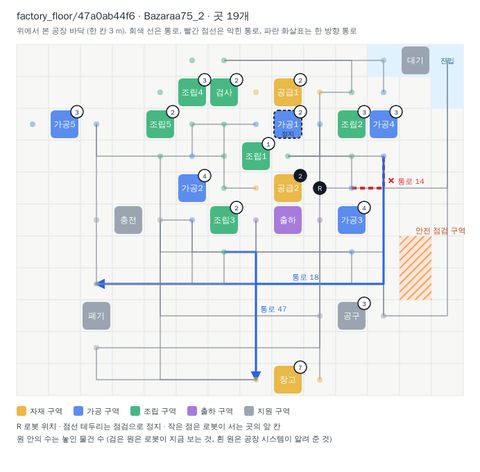 factory_floor/47a0ab44f6 · Bazaraa75_2 · 곳 19개
위에서 본 공장 바닥 (한 칸 3 m). 회색 선은 통로, 빨간 점선은 막힌 통로, 파란 화살표는 한 방향 통로
대기
진입
3
조립4
2
검사
2
공급1
3
가공5
2
조립5
2
가공1
정지
3
조립2
3
가공4
1
조립1
4
가공2
2
공급2
R
✕ 통로 14
충전
2
조립3
출하
4
가공3
안전 점검 구역
통로 18
폐기
통로 47
3
공구
7
창고
자재 구역 가공 구역 조립 구역 출하 구역 지원 구역
R 로봇 위치 · 점선 테두리는 점검으로 정지 · 작은 점은 로봇이 서는 곳의 앞 칸
원 안의 수는 놓인 물건 수 (검은 원은 로봇이 지금 보는 것, 흰 원은 공장 시스템이 알려 준 것)